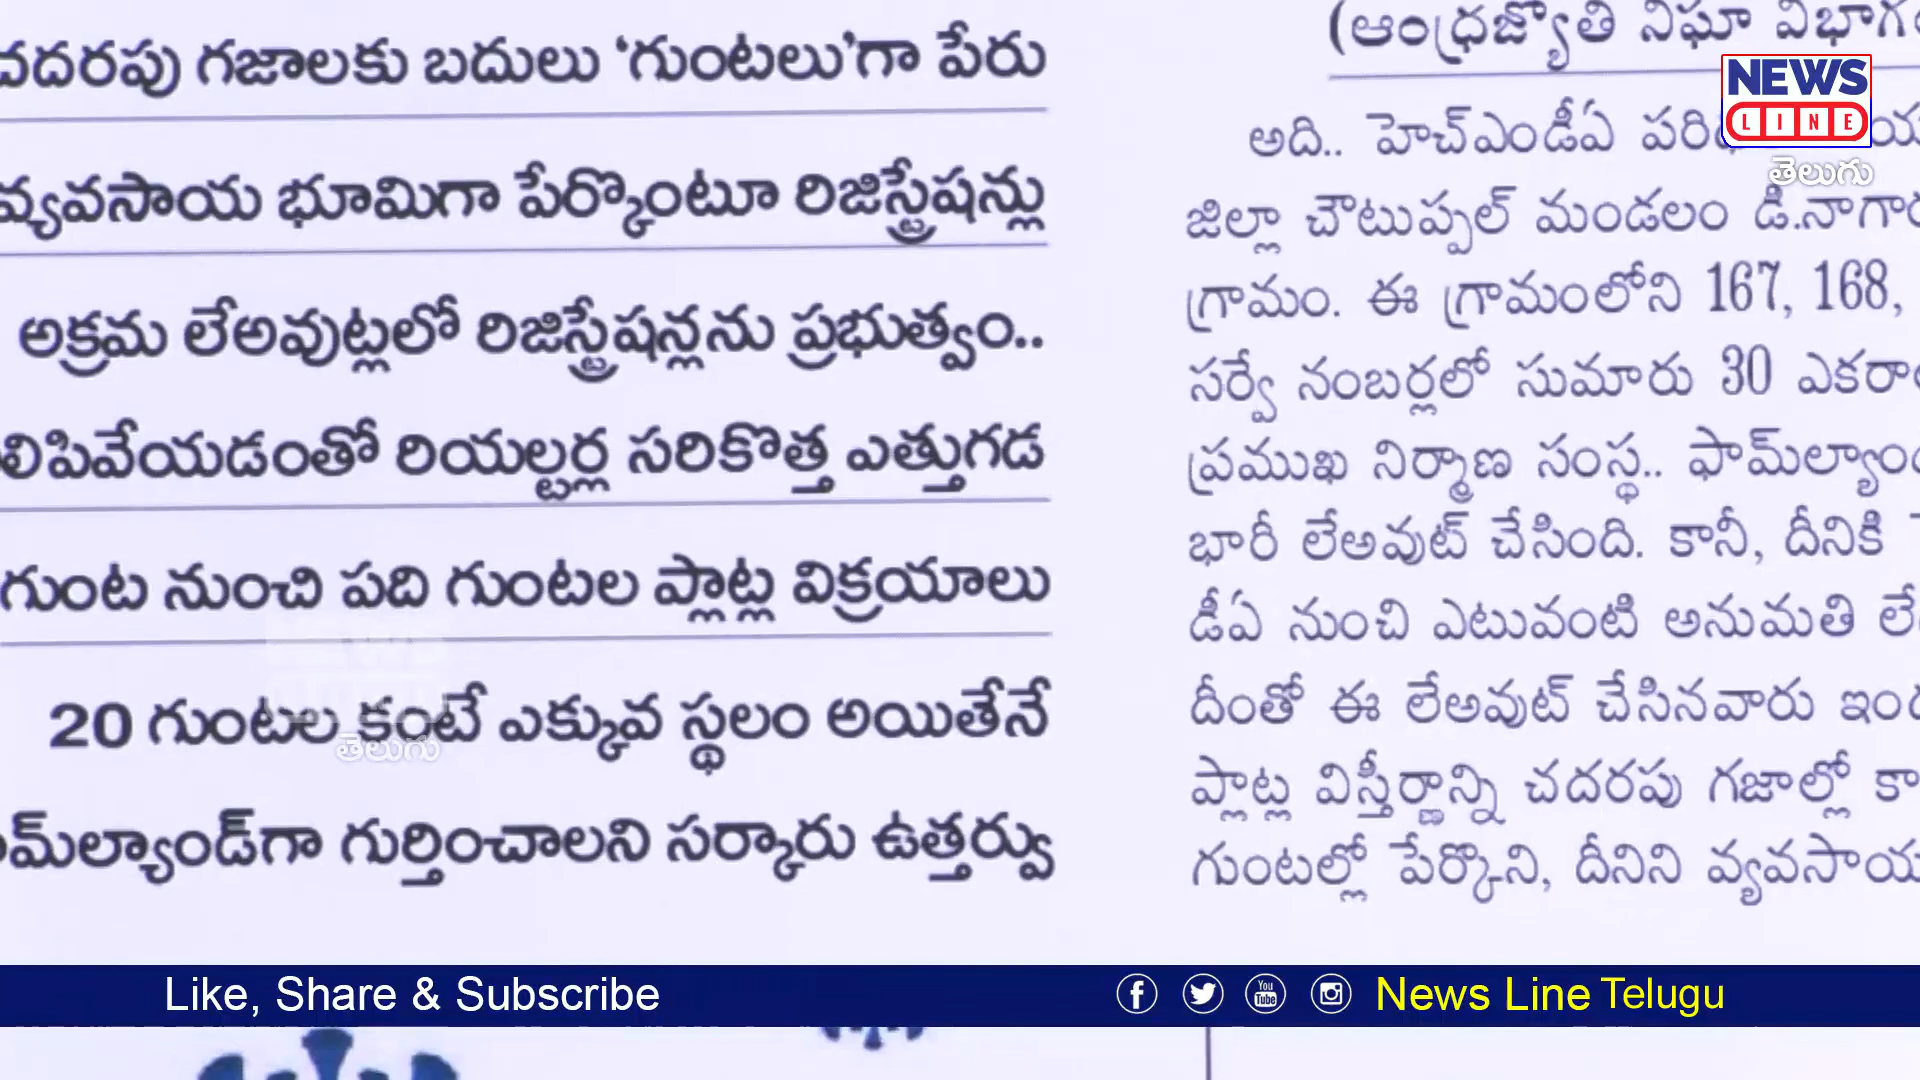 చదరపు గజాలకు బదులు ‘గుంటలు’గా పేరు
వ్యవసాయ భూమిగా పేర్కొంటూ రిజిస్ట్రేషన్లు
అక్రమ లేఅవుట్లలో రిజిస్ట్రేషన్లను ప్రభుత్వం..
లిపివేయడంతో రియల్టర్ల సరికొత్త ఎత్తుగడ
గుంట నుంచి పది గుంటల ప్లాట్ల విక్రయాలు
20 గుంటల కంటే ఎక్కువ స్థలం అయితేనే
మ్‌ల్యాండ్‌గా గుర్తించాలని సర్కారు ఉత్తర్వు
(ఆంధ్రజ్యోతి నిఘా విభాగ
అది.. హెచ్ఎండీఏ
జిల్లా చౌటుప్పల్ మండలం డి.నాగా
గ్రామం. ఈ గ్రామంలోని 167, 168,
సర్వే నంబర్లలో సుమారు 30 ఎకరా
ప్రముఖ నిర్మాణ సంస్థ.. ఫామ్‌ల్యాం
భారీ లేఅవుట్ చేసింది. కానీ, దీనికి
డీఏ నుంచి ఎటువంటి అనుమతి లే
దీంతో ఈ లేఅవుట్ చేసినవారు ఇం
ప్లాట్ల విస్తీర్ణాన్ని చదరపు గజాల్లో కా
గుంటల్లో పేర్కొని, దీనిని వ్యవసాయ
NEWS
LINE
తెలుగు
తెలుగు
Like, Share & Subscribe
News Line Telugu